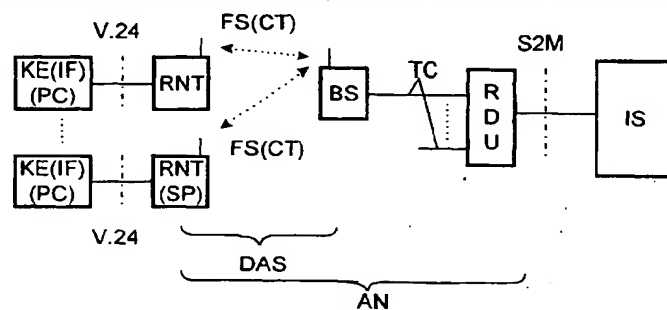 V.24
FS(CT)
KE(IF)
(PC)
RNT
BS
TC
R
D
U
S2M
IS
FS(CT)
KE(IF)
(PC)
RNT
(SP)
V.24
DAS
AN